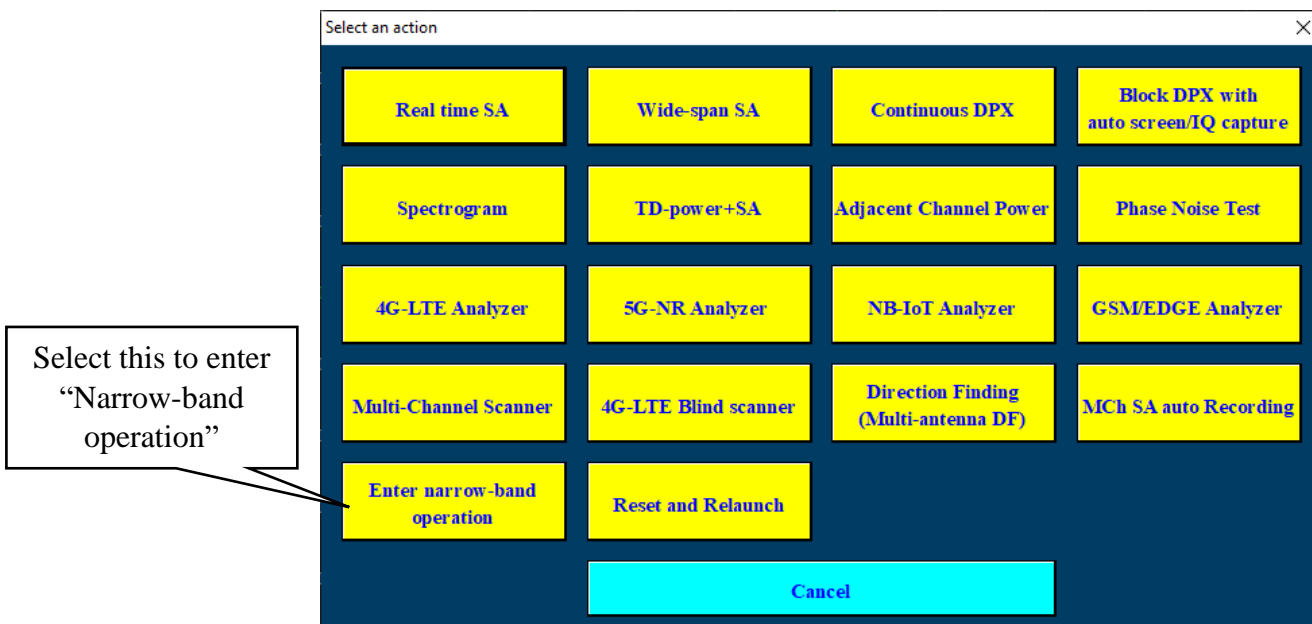 Select an action
Real time SA
Wide-span SA
Continuous DPX
Block DPX with
auto screen/IQ capture
Spectrogram
TD-power+SA
Adjacent Channel Power
Phase Noise Test
4G-LTE Analyzer
5G-NR Analyzer
NB-IoT Analyzer
GSM/EDGE Analyzer
Select this to enter
“Narrow-band
operation”
Multi-Channel Scanner
4G-LTE Blind scanner
Direction Finding
(Multi-antenna DF)
MCh SA auto Recording
Enter narrow-band
operation
Reset and Relaunch
Cancel